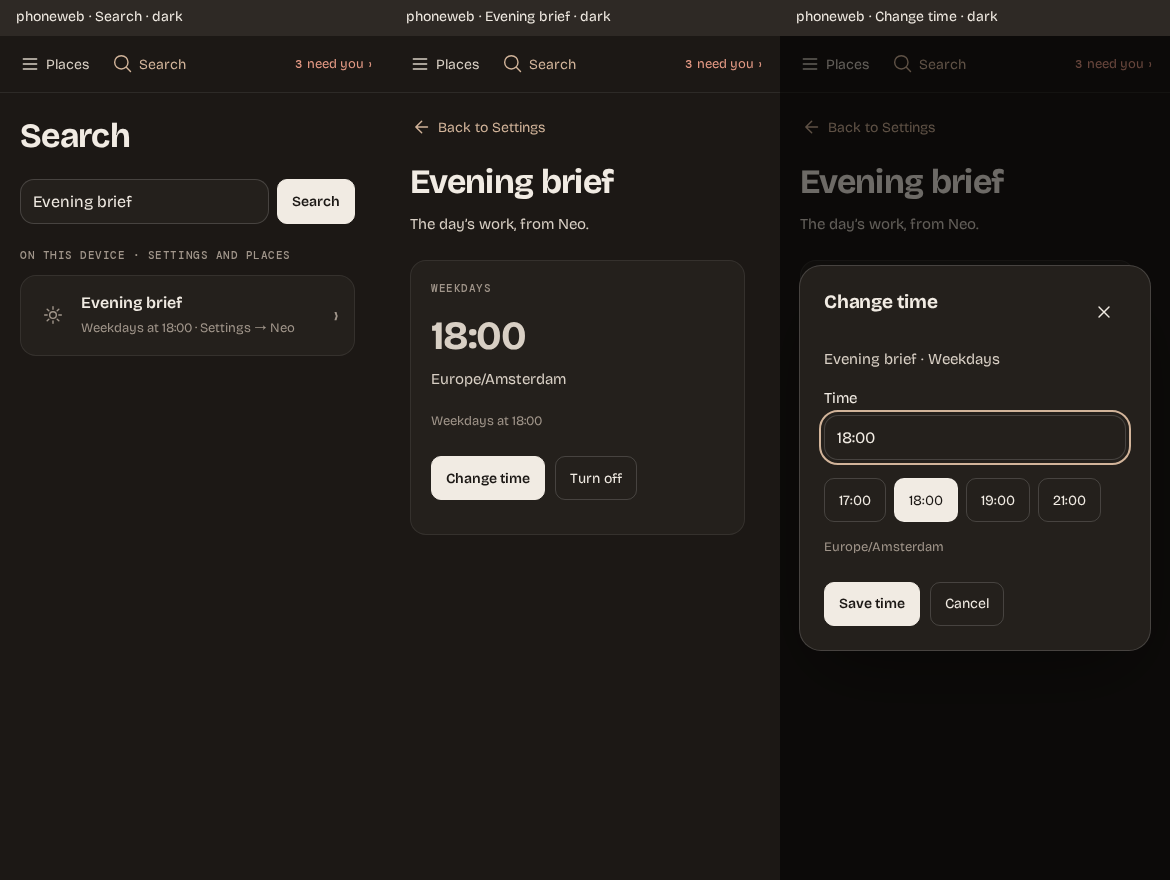 phoneweb · Search · dark
Places
Search
3 need you ›
Search
Evening brief
Search
ON THIS DEVICE · SETTINGS AND PLACES
Evening brief
Weekdays at 18:00 · Settings → Neo
phoneweb · Evening brief · dark
Places
Search
3 need you ›
Back to Settings
Evening brief
The day's work, from Neo.
WEEKDAYS
18:00
Europe/Amsterdam
Weekdays at 18:00
Change time
Turn off
phoneweb · Change time · dark
Places
Search
3 need you ›
Back to Settings
Evening brief
The day's work, from Neo.
Change time
Evening brief · Weekdays
Time
18:00
17:00
18:00
19:00
21:00
Europe/Amsterdam
Save time
Cancel